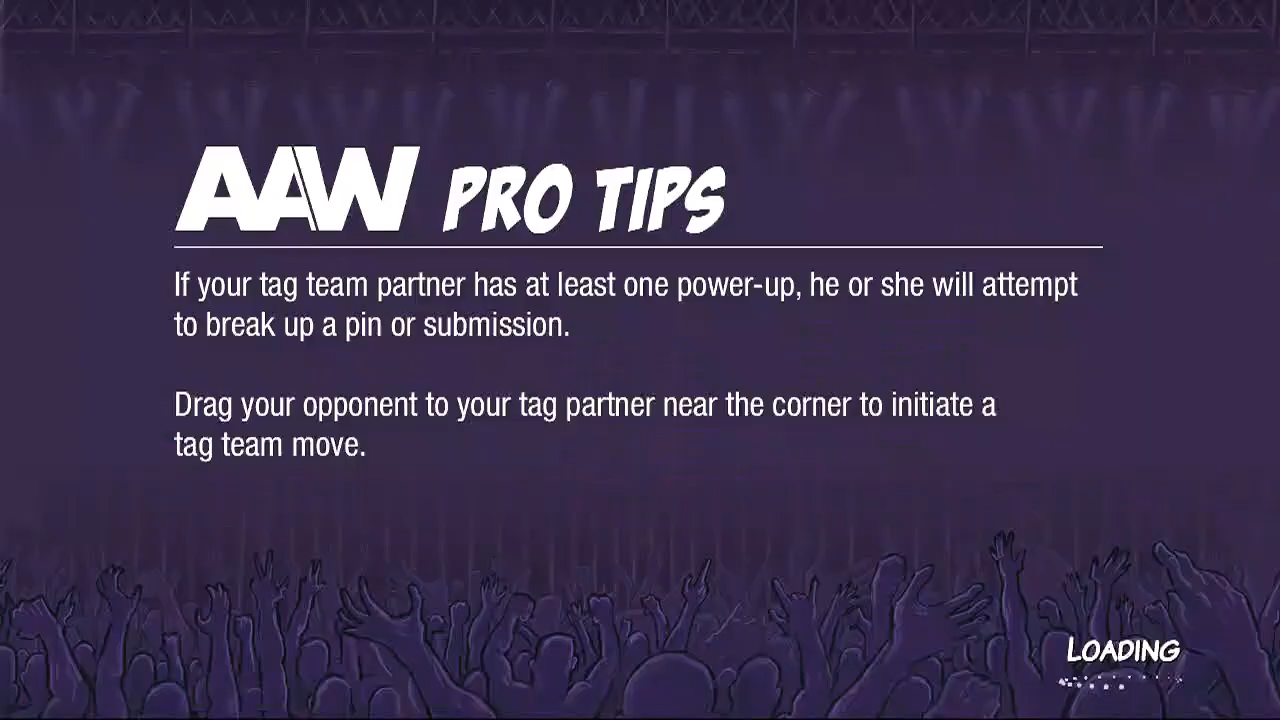 AAW PRO TIPS
If your tag team partner has at least one power-up, he or she will attempt
to break up a pin or submission.
Drag your opponent to your tag partner near the corner to initiate a
tag team move.
LOADING